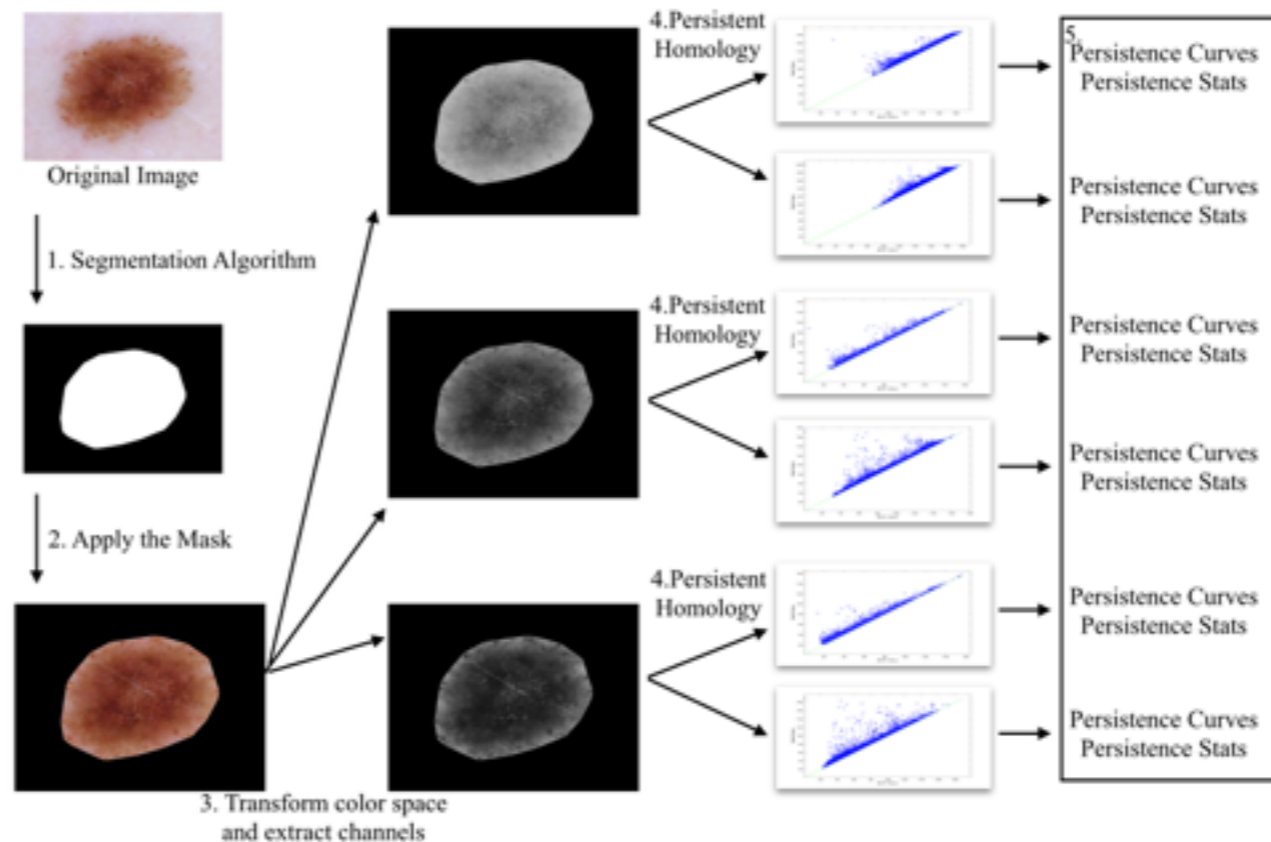 Original Image
1. Segmentation Algorithm
2. Apply the Mask
3. Transform color space
and extract channels
4.Persistent
Homology
4.Persistent
Homology
4.Persistent
Homology
5.
Persistence Curves
Persistence Stats
Persistence Curves
Persistence Stats
Persistence Curves
Persistence Stats
Persistence Curves
Persistence Stats
Persistence Curves
Persistence Stats
Persistence Curves
Persistence Stats